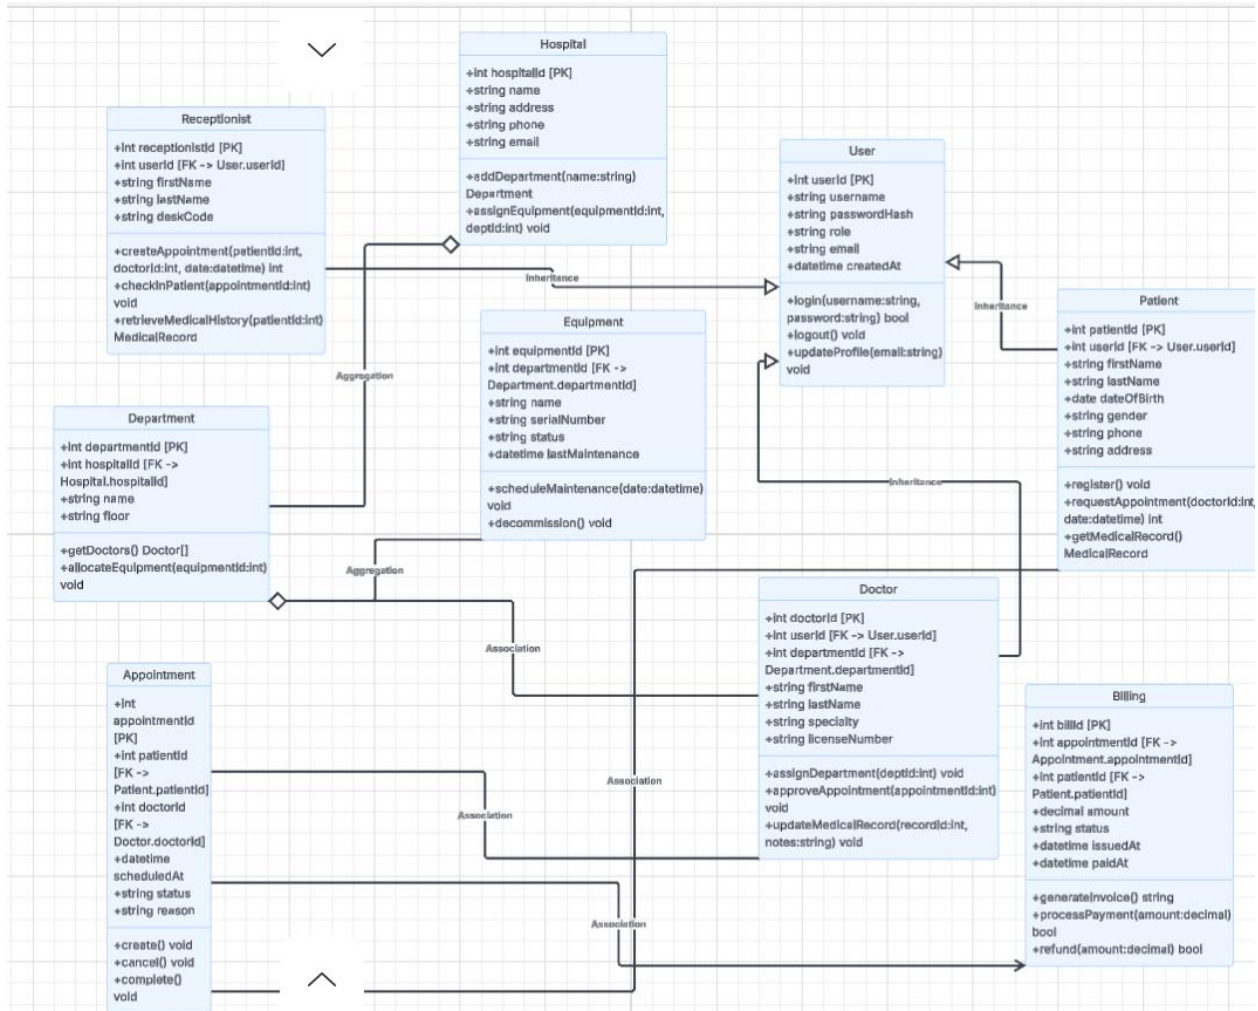 Hospital
+int hospitalId [PK]
+string name
+string address
+string phone
+string email
+addDepartment(name:string)
Department
+assignEquipment(equipmentId:int,
deptId:int) void
Receptionist
+int receptionistId [PK]
+int userId [FK -> User.userId]
+string firstName
+string lastName
+string deskCode
+createAppointment(patientId:int,
doctorId:int, date:datetime) int
+checkInPatient(appointmentId:int)
void
+retrieveMedicalHistory(patientId:int)
MedicalRecord
User
+int userId [PK]
+string username
+string passwordHash
+string role
+string email
+datetime createdAt
+login(username:string,
password:string) bool
+logout() void
+updateProfile(email:string)
void
Inheritance
Inheritance
Patient
+int patientId [PK]
+int userId [FK -> User.userId]
+string firstName
+string lastName
+date dateOfBirth
+string gender
+string phone
+string address
+register() void
+requestAppointment(doctorId:int,
date:datetime) int
+getMedicalRecord()
MedicalRecord
Equipment
+int equipmentId [PK]
+int departmentId [FK ->
Department.departmentId]
+string name
+string serialNumber
+string status
+datetime lastMaintenance
+scheduleMaintenance(date:datetime)
void
+decommission() void
Aggregation
Department
+int departmentId [PK]
+int hospitalId [FK ->
Hospital.hospitalId]
+string name
+string floor
+getDoctors() Doctor[]
+allocateEquipment(equipmentId:int)
void
Inheritance
Aggregation
Association
Doctor
+int doctorId [PK]
+int userId [FK -> User.userId]
+int departmentId [FK ->
Department.departmentId]
+string firstName
+string lastName
+string specialty
+string licenseNumber
+assignDepartment(deptId:int) void
+approveAppointment(appointmentId:int)
void
+updateMedicalRecord(recordId:int,
notes:string) void
Appointment
+int
appointmentId
[PK]
+int patientId
[FK ->
Patient.patientId]
+int doctorId
[FK ->
Doctor.doctorId]
+datetime
scheduledAt
+string status
+string reason
+create() void
+cancel() void
+complete()
void
Association
Association
Association
Billing
+int billId [PK]
+int appointmentId [FK ->
Appointment.appointmentId]
+int patientId [FK ->
Patient.patientId]
+decimal amount
+string status
+datetime issuedAt
+datetime paidAt
+generateInvoice() string
+processPayment(amount:decimal)
bool
+refund(amount:decimal) bool